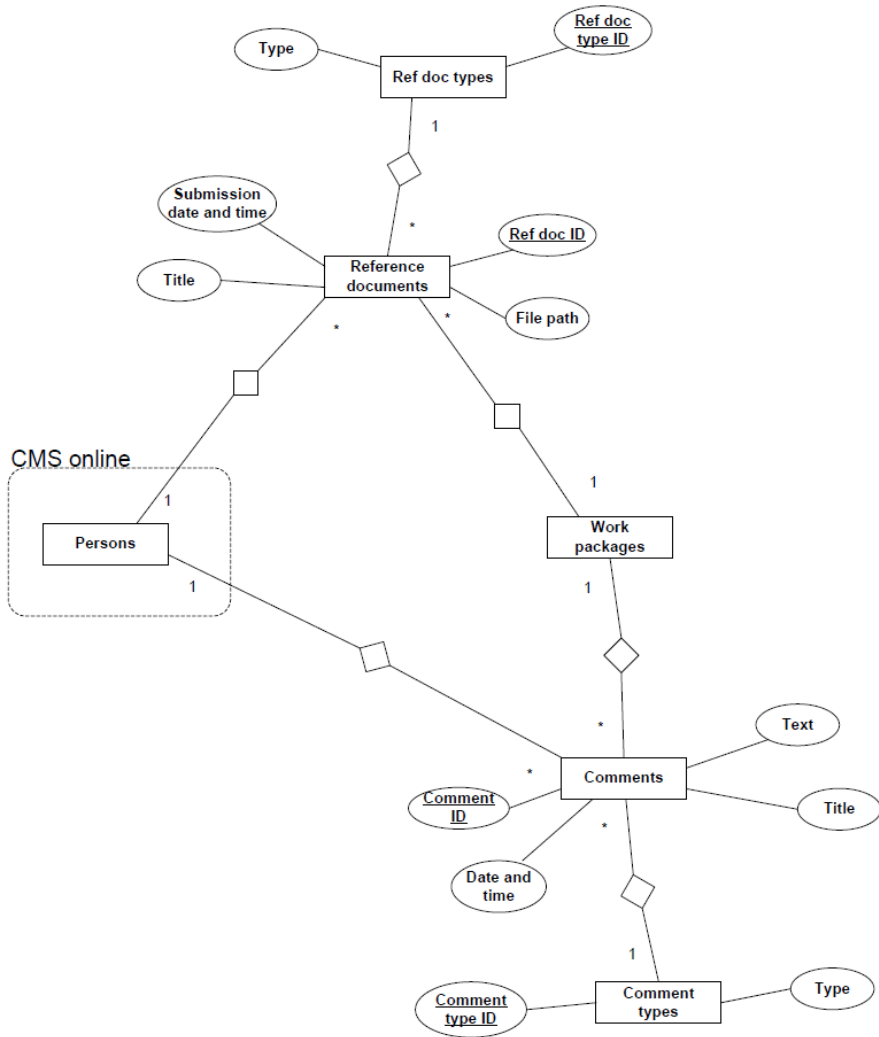 Ref doc
type ID
Type
Ref doc types
1
Submission
date and time
*
Ref doc ID
Reference
documents
Title
File path
*
*
CMS online
1
1
Persons
Work
packages
1
1
Text
*
Comments
*
Comment
ID
Title
*
Date and
time
1
Comment
types
Type
Comment
type ID